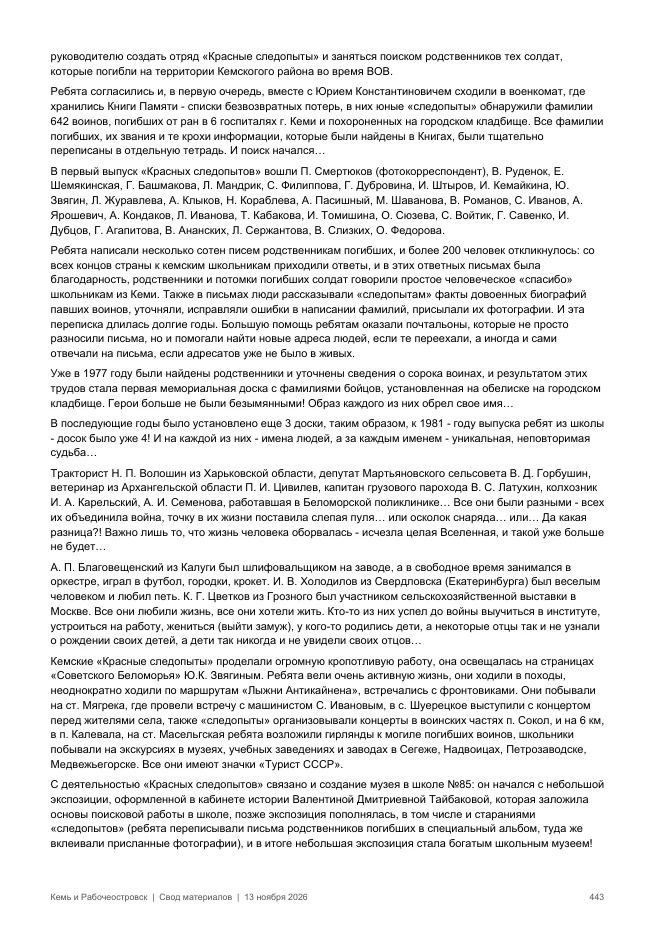 руководителю создать отряд «Красные следопыты» и заняться поиском родственников тех солдат,
которые погибли на территории Кемскогого района во время ВОВ.
Ребята согласились и, в первую очередь, вместе с Юрием Константиновичем сходили в военкомат, где
хранились Книги Памяти - списки безвозвратных потерь, в них юные «следопыты» обнаружили фамилии
642 воинов, погибших от ран в 6 госпиталях г. Кеми и похороненных на городском кладбище. Все фамилии
погибших, их звания и те крохи информации, которые были найдены в Книгах, были тщательно
переписаны в отдельную тетрадь. И поиск начался…
В первый выпуск «Красных следопытов» вошли П. Смертюков (фотокорреспондент), В. Руденок, Е.
Шемякинская, Г. Башмакова, Л. Мандрик, С. Филиппова, Г. Дубровина, И. Штыров, И. Кемайкина, Ю.
Звягин, Л. Журавлева, А. Клыков, Н. Кораблева, А. Пасишный, М. Шаванова, В. Романов, С. Иванов, А.
Ярошевич, А. Кондаков, Л. Иванова, Т. Кабакова, И. Томишина, О. Сюзева, С. Войтик, Г. Савенко, И.
Дубцов, Г. Агапитова, В. Ананских, Л. Сержантова, В. Слизких, О. Федорова.
Ребята написали несколько сотен писем родственникам погибших, и более 200 человек откликнулось: со
всех концов страны к кемским школьникам приходили ответы, и в этих ответных письмах была
благодарность, родственники и потомки погибших солдат говорили простое человеческое «спасибо»
школьникам из Кеми. Также в письмах люди рассказывали «следопытам» факты довоенных биографий
павших воинов, уточняли, исправляли ошибки в написании фамилий, присылали их фотографии. И эта
переписка длилась долгие годы. Большую помощь ребятам оказали почтальоны, которые не просто
разносили письма, но и помогали найти новые адреса людей, если те переехали, а иногда и сами
отвечали на письма, если адресатов уже не было в живых.
Уже в 1977 году были найдены родственники и уточнены сведения о сорока воинах, и результатом этих
трудов стала первая мемориальная доска с фамилиями бойцов, установленная на обелиске на городском
кладбище. Герои больше не были безымянными! Образ каждого из них обрел свое имя…
В последующие годы было установлено еще 3 доски, таким образом, к 1981 - году выпуска ребят из школы
- досок было уже 4! И на каждой из них - имена людей, а за каждым именем - уникальная, неповторимая
судьба…
Тракторист Н. П. Волошин из Харьковской области, депутат Мартьяновского сельсовета В. Д. Горбушин,
ветеринар из Архангельской области П. И. Цивилев, капитан грузового парохода В. С. Латухин, колхозник
И. А. Карельский, А. И. Семенова, работавшая в Беломорской поликлинике… Все они были разными - всех
их объединила война, точку в их жизни поставила слепая пуля… или осколок снаряда… или… Да какая
разница?! Важно лишь то, что жизнь человека оборвалась - исчезла целая Вселенная, и такой уже больше
не будет…
А. П. Благовещенский из Калуги был шлифовальщиком на заводе, а в свободное время занимался в
оркестре, играл в футбол, городки, крокет. И. В. Холодилов из Свердловска (Екатеринбурга) был веселым
человеком и любил петь. К. Г. Цветков из Грозного был участником сельскохозяйственной выставки в
Москве. Все они любили жизнь, все они хотели жить. Кто-то из них успел до войны выучиться в институте,
устроиться на работу, жениться (выйти замуж), у кого-то родились дети, а некоторые отцы так и не узнали
о рождении своих детей, а дети так никогда и не увидели своих отцов…
Кемские «Красные следопыты» проделали огромную кропотливую работу, она освещалась на страницах
«Советского Беломорья» Ю.К. Звягиным. Ребята вели очень активную жизнь, они ходили в походы,
неоднократно ходили по маршрутам «Лыжни Антикайнена», встречались с фронтовиками. Они побывали
на ст. Мягрека, где провели встречу с машинистом С. Ивановым, в с. Шуерецкое выступили с концертом
перед жителями села, также «следопыты» организовывали концерты в воинских частях п. Сокол, и на 6 км,
в п. Калевала, на ст. Масельгская ребята возложили гирлянды к могиле погибших воинов, школьники
побывали на экскурсиях в музеях, учебных заведениях и заводах в Сегеже, Надвоицах, Петрозаводске,
Медвежьегорске. Все они имеют значки «Турист СССР».
С деятельностью «Красных следопытов» связано и создание музея в школе №85: он начался с небольшой
экспозиции, оформленной в кабинете истории Валентиной Дмитриевной Тайбаковой, которая заложила
основы поисковой работы в школе, позже экспозиция пополнялась, в том числе и стараниями
«следопытов» (ребята переписывали письма родственников погибших в специальный альбом, туда же
вклеивали присланные фотографии), и в итоге небольшая экспозиция стала богатым школьным музеем!
Кемь и Рабочеостровск | Свод материалов | 13 ноября 2026 443